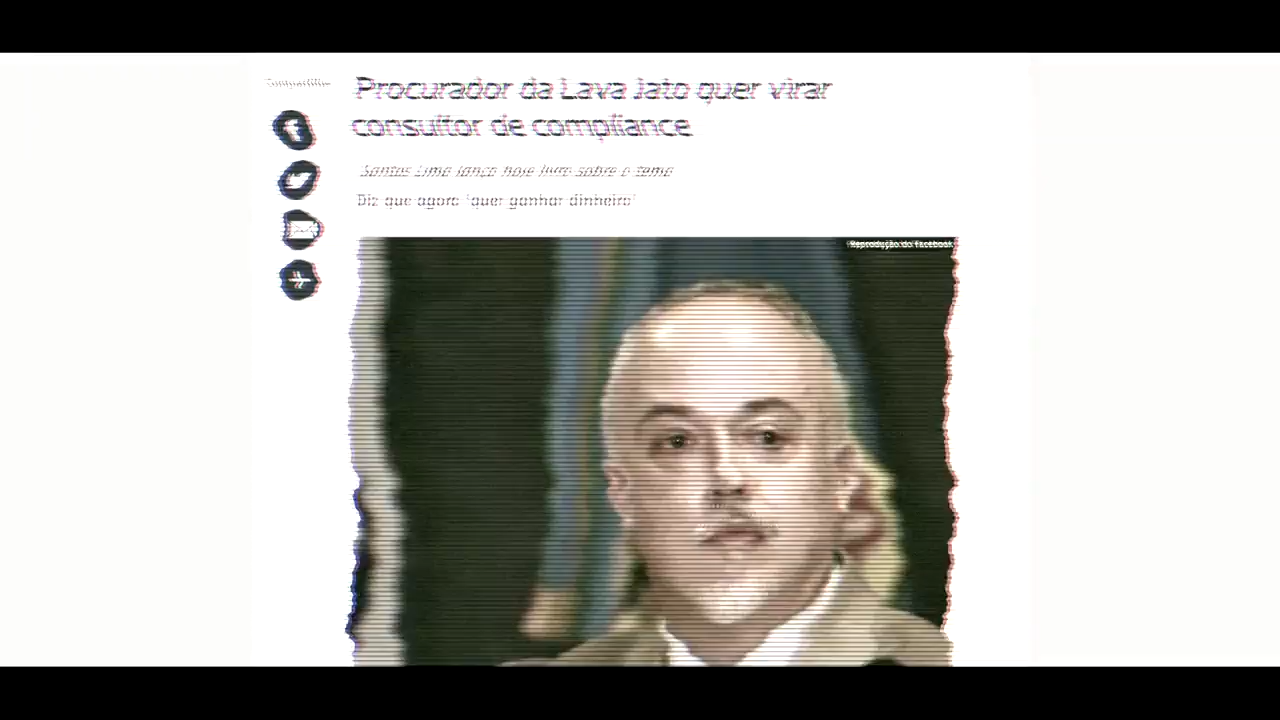 Compartilhe
Procurador da Lava Jato quer virar
consultor de compliance
Santos Lima lança hoje livro sobre o tema
Diz que agora 'quer ganhar dinheiro'
Reprodução do Facebook